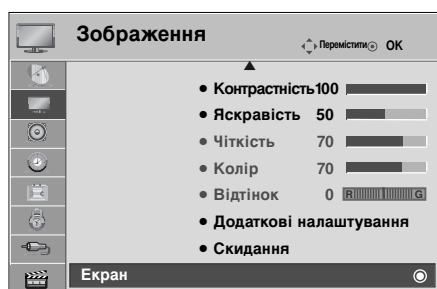 Зображення
Перемістити OK
• Контрастність 100
• Яскравість 50
• Чіткість 70
• Колір 70
• Відтінок 0 R G
• Додаткові налаштування
• Скидання
Екран